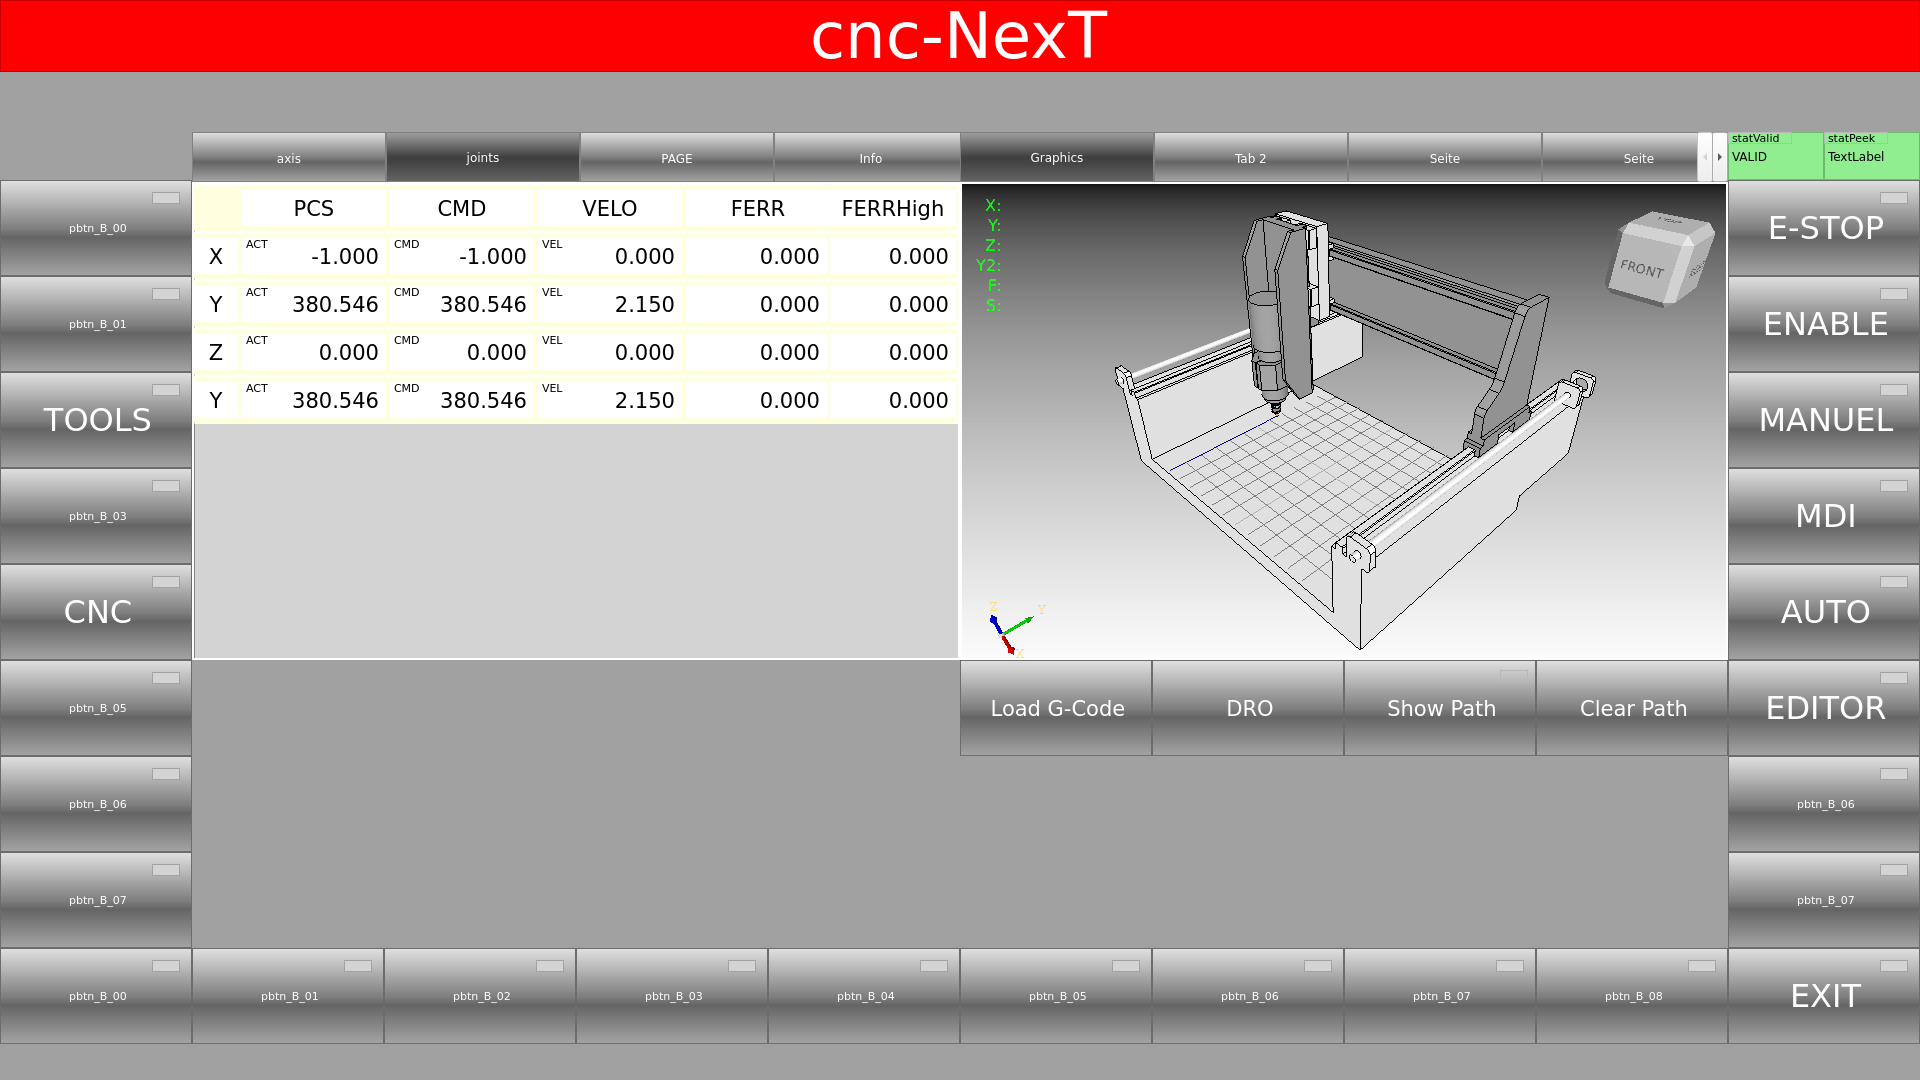 cnc-NexT
axis joints PAGE Info Graphics Tab 2 Seite Seite
statValid statPeek
VALID TextLabel
PCS CMD VELO FERR FERRHigh
X ACT -1.000 CMD -1.000 VEL 0.000 0.000 0.000
Y ACT 380.546 CMD 380.546 VEL 2.150 0.000 0.000
Z ACT 0.000 CMD 0.000 VEL 0.000 0.000 0.000
Y ACT 380.546 CMD 380.546 VEL 2.150 0.000 0.000
X:
Y:
Z:
Y2:
F:
S:
FRONT
Z Y
X
pbtn_B_00
pbtn_B_01
TOOLS
pbtn_B_03
CNC
pbtn_B_05
pbtn_B_06
pbtn_B_07
E-STOP
ENABLE
MANUEL
MDI
AUTO
EDITOR
pbtn_B_06
pbtn_B_07
Load G-Code DRO Show Path Clear Path
pbtn_B_00 pbtn_B_01 pbtn_B_02 pbtn_B_03 pbtn_B_04 pbtn_B_05 pbtn_B_06 pbtn_B_07 pbtn_B_08 EXIT